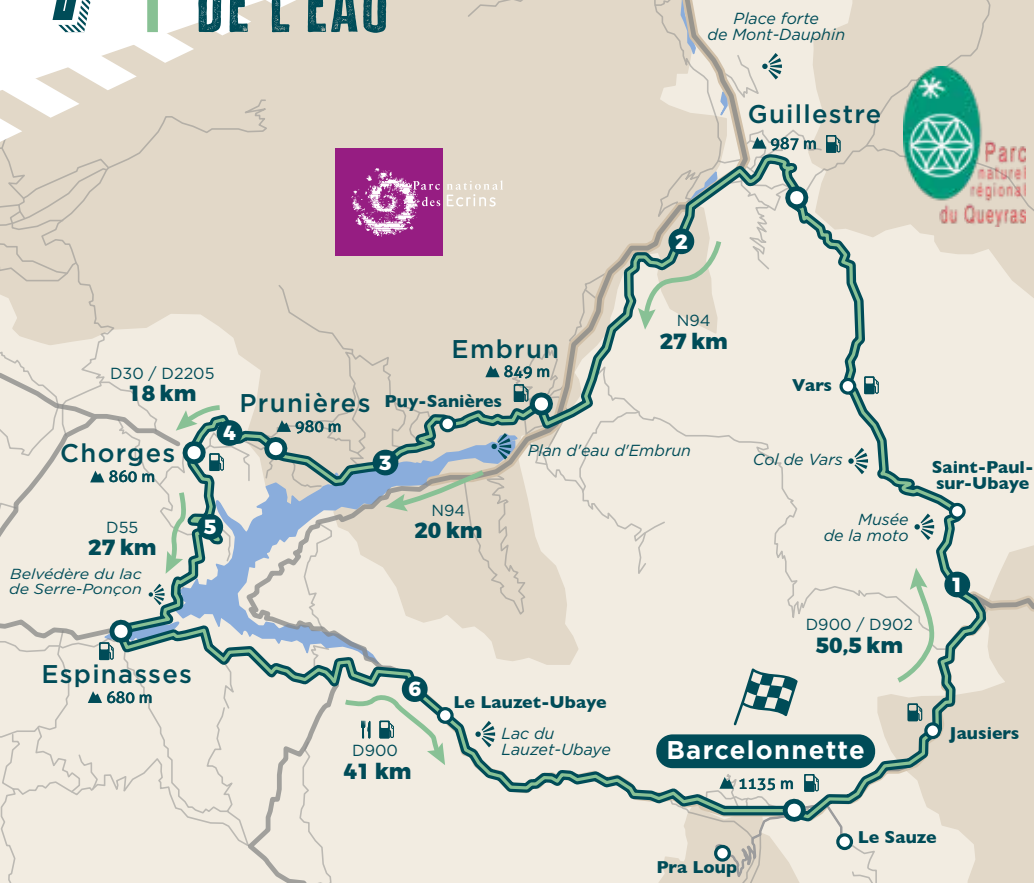 DE L'EAU
Place forte
de Mont-Dauphin
Guillestre
987 m
Parc
naturel
régional
du Queyras
Parc national
des Ecrins
2
N94
27 km
Embrun
849 m
D30 / D2205
18 km
Prunières
980 m
Puy-Sanières
Vars
4
Chorges
860 m
3
Plan d'eau d'Embrun
Col de Vars
Saint-Paul-
sur-Ubaye
N94
20 km
D55
27 km
5
Musée
de la moto
Belvédère du lac
de Serre-Ponçon
1
D900 / D902
50,5 km
Espinasses
680 m
6
Le Lauzet-Ubaye
Lac du
Lauzet-Ubaye
D900
41 km
Jausiers
Barcelonnette
1135 m
Le Sauze
Pra Loup